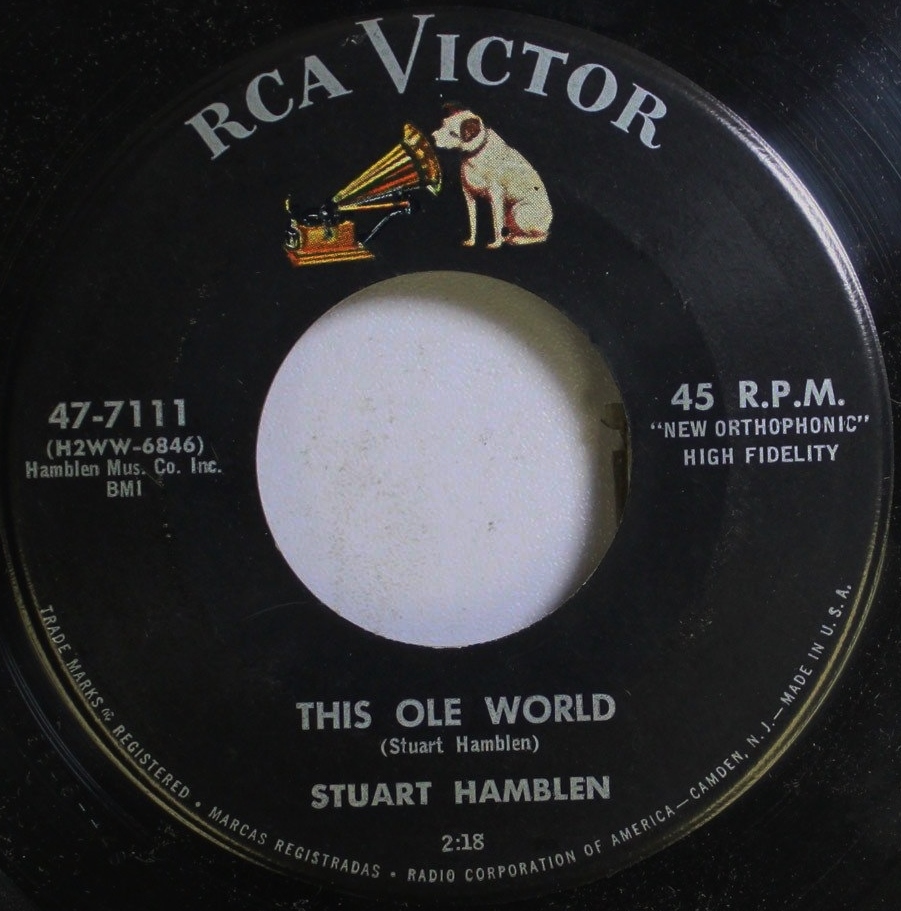 RCA VICTOR
47-7111
(H2WW-6846)
Hamblen Mus. Co. Inc.
BMI
45 R.P.M.
"NEW ORTHOPHONIC"
HIGH FIDELITY
THIS OLE WORLD
(Stuart Hamblen)
STUART HAMBLEN
2:18
TRADE MARKS ® REGISTERED • MARCAS REGISTRADAS • RADIO CORPORATION OF AMERICA—CAMDEN, N. J.—MADE IN U. S. A.